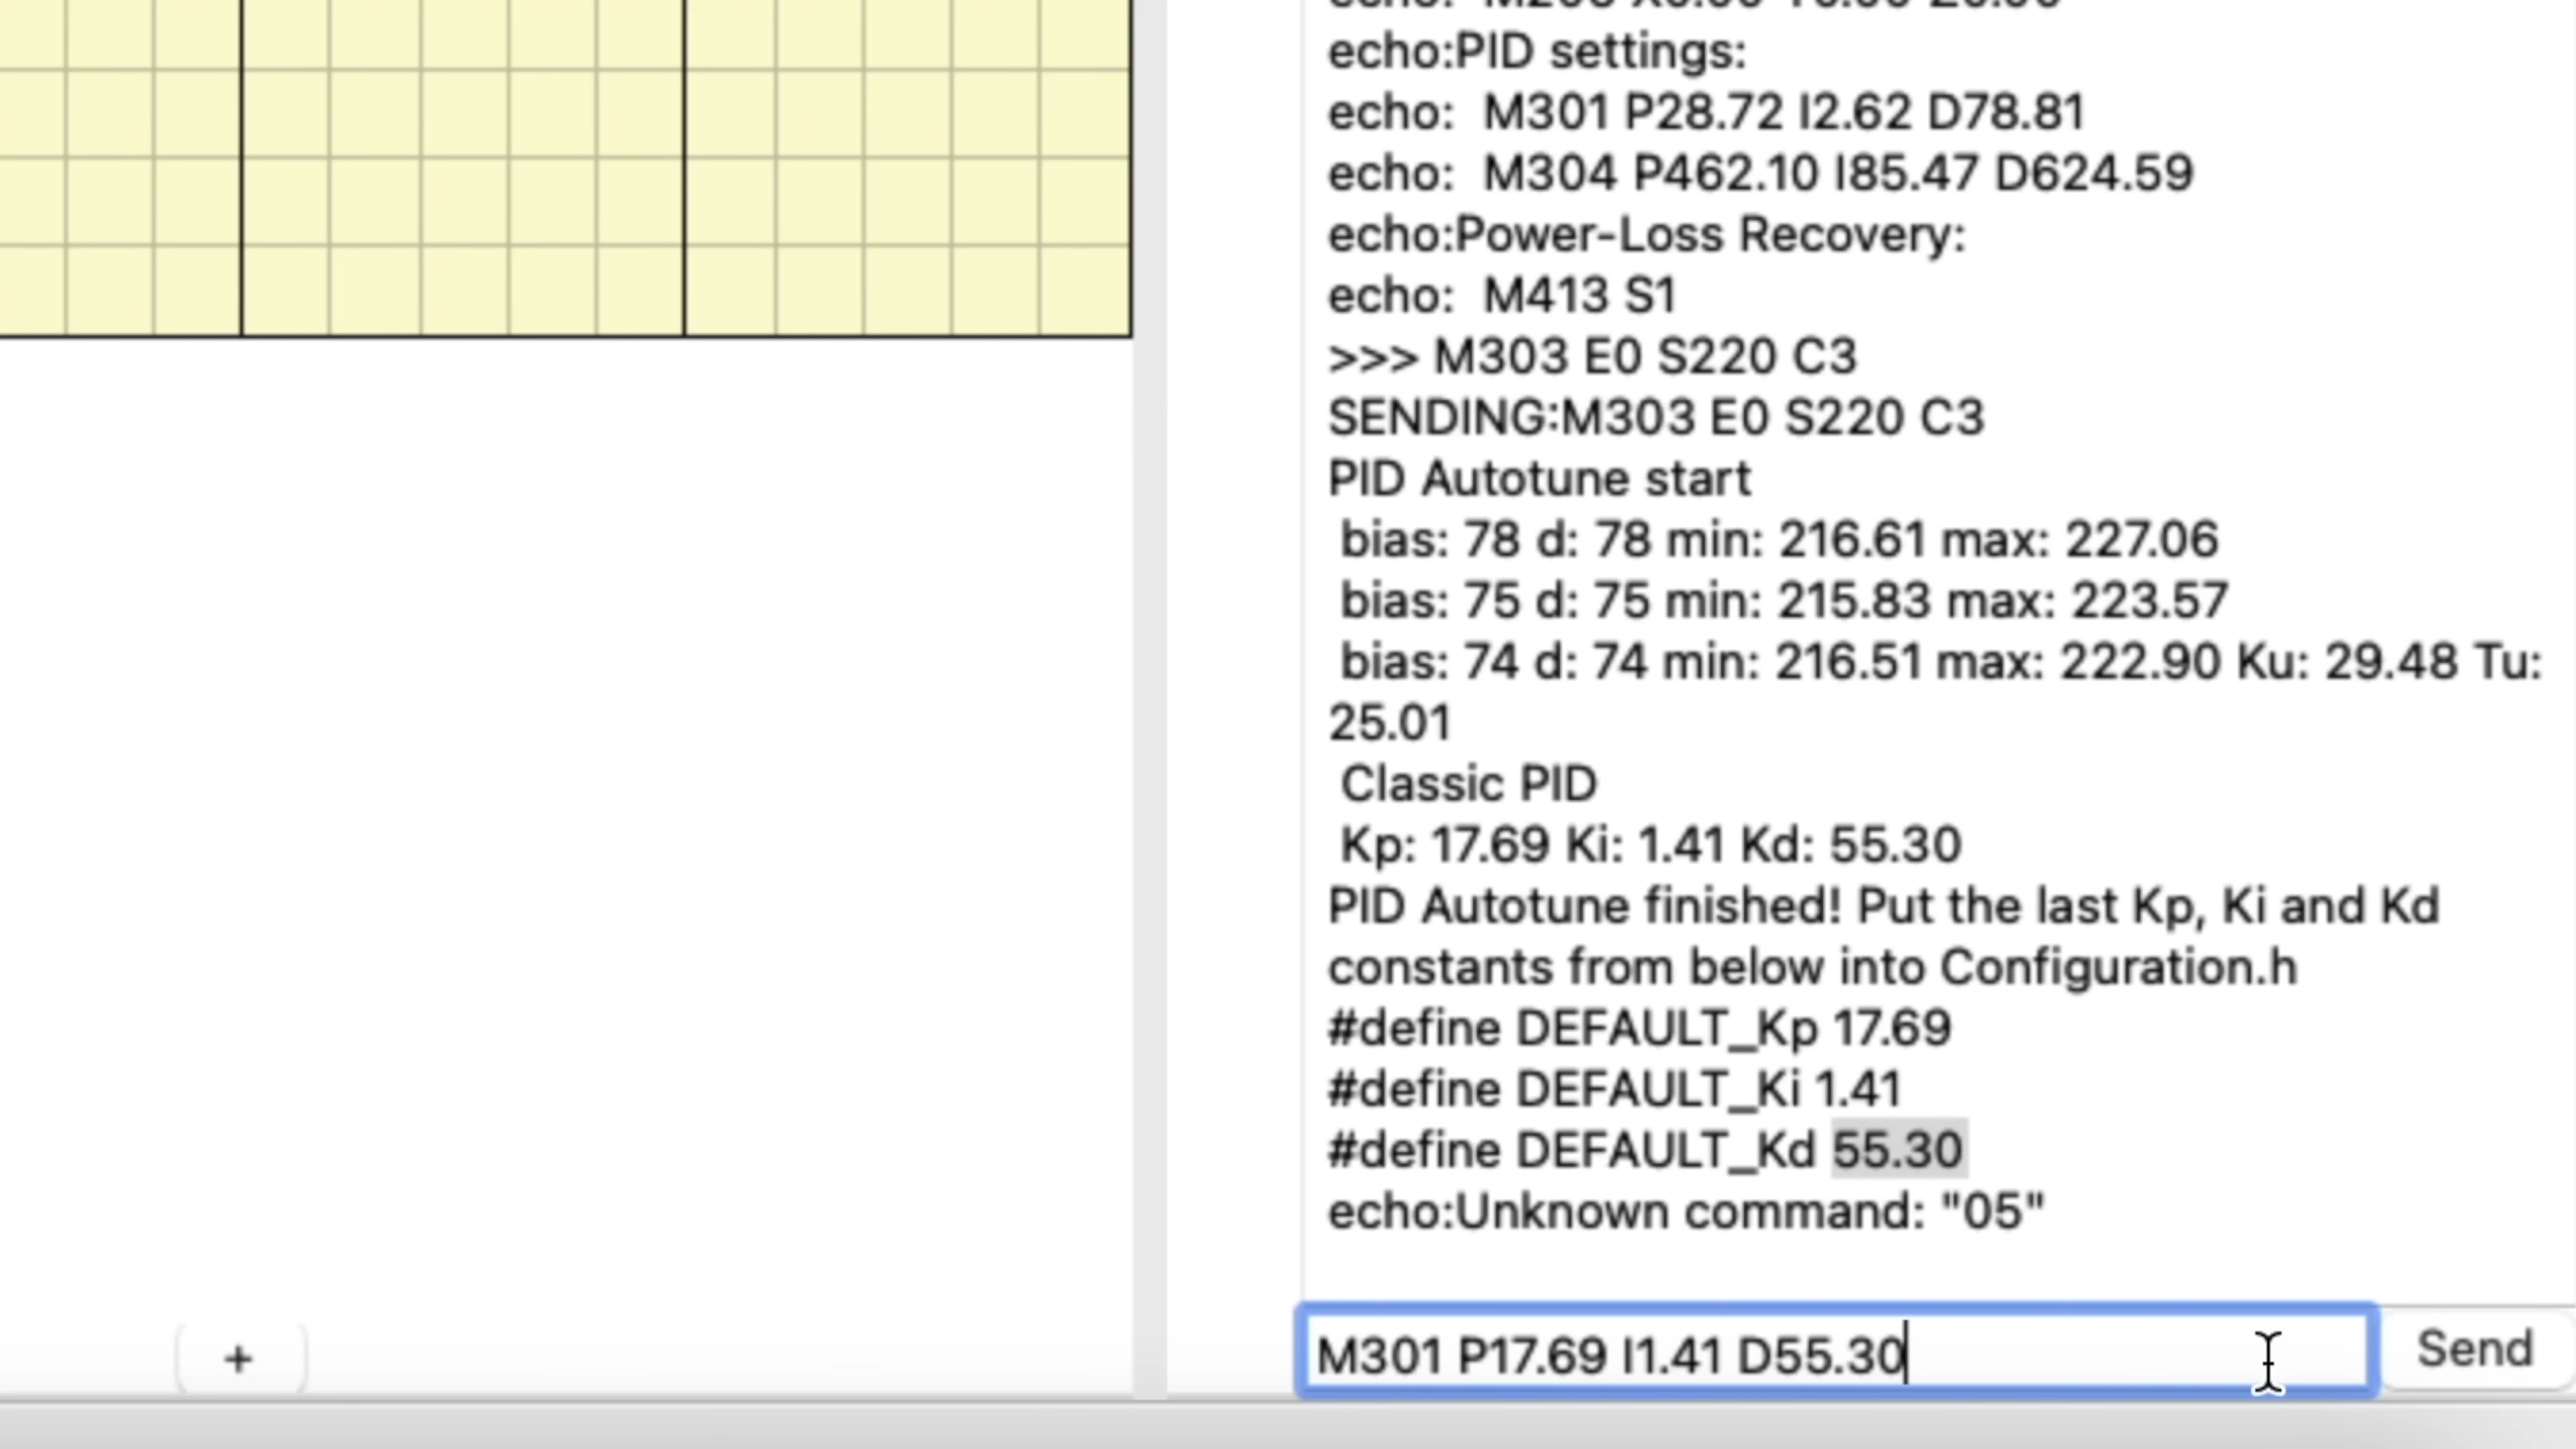 echo:PID settings:
echo:  M301 P28.72 I2.62 D78.81
echo:  M304 P462.10 I85.47 D624.59
echo:Power-Loss Recovery:
echo:  M413 S1
>>> M303 E0 S220 C3
SENDING:M303 E0 S220 C3
PID Autotune start
bias: 78 d: 78 min: 216.61 max: 227.06
bias: 75 d: 75 min: 215.83 max: 223.57
bias: 74 d: 74 min: 216.51 max: 222.90 Ku: 29.48 Tu:
25.01
Classic PID
Kp: 17.69 Ki: 1.41 Kd: 55.30
PID Autotune finished! Put the last Kp, Ki and Kd
constants from below into Configuration.h
#define DEFAULT_Kp 17.69
#define DEFAULT_Ki 1.41
#define DEFAULT_Kd 55.30
echo:Unknown command: "05"
+
M301 P17.69 I1.41 D55.30
Send